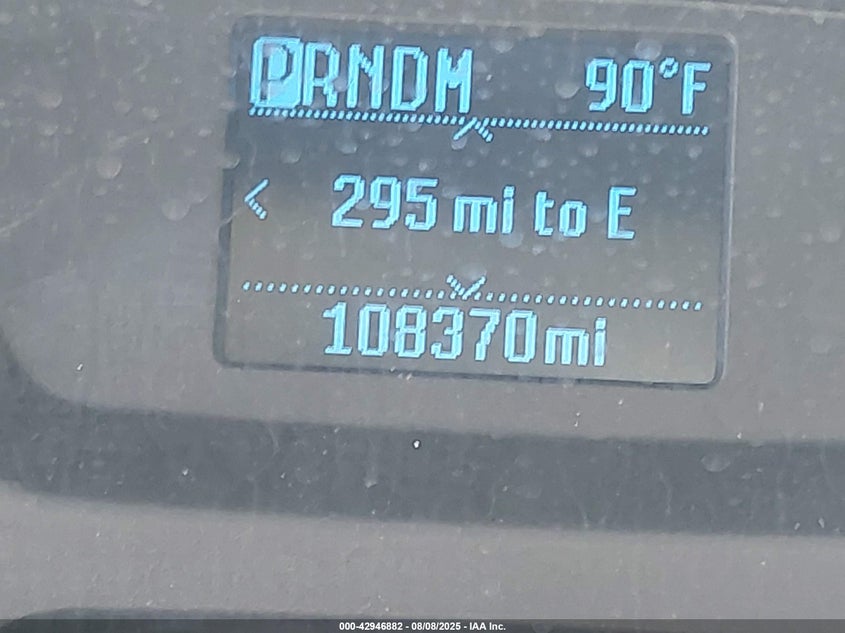 PRNDM 90°F
< 295 mi to E
108370mi
000-42946882 - 08/08/2025 - IAA Inc.